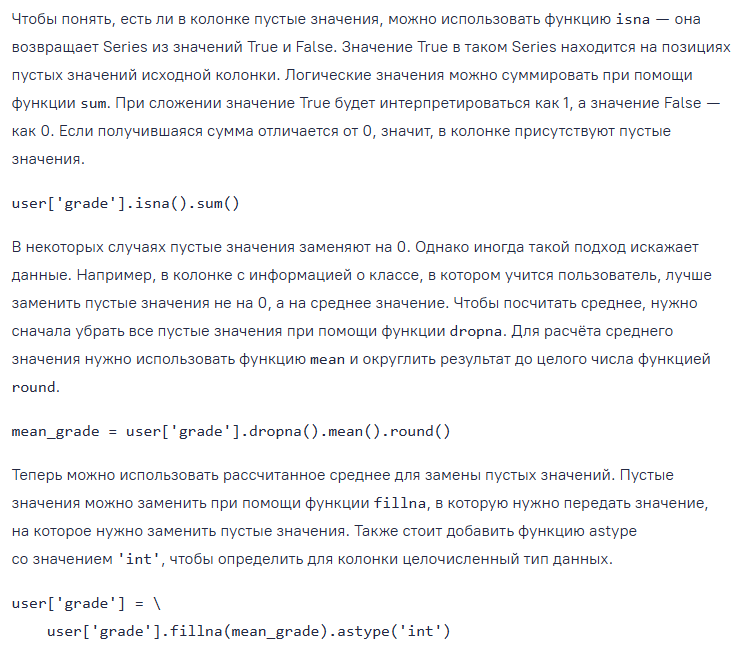 Чтобы понять, есть ли в колонке пустые значения, можно использовать функцию isna — она
возвращает Series из значений True и False. Значение True в таком Series находится на позициях
пустых значений исходной колонки. Логические значения можно суммировать при помощи
функции sum. При сложении значение True будет интерпретироваться как 1, а значение False —
как 0. Если получившаяся сумма отличается от 0, значит, в колонке присутствуют пустые
значения.
user['grade'].isna().sum()
В некоторых случаях пустые значения заменяют на 0. Однако иногда такой подход искажает
данные. Например, в колонке с информацией о классе, в котором учится пользователь, лучше
заменить пустые значения не на 0, а на среднее значение. Чтобы посчитать среднее, нужно
сначала убрать все пустые значения при помощи функции dropna. Для расчёта среднего
значения нужно использовать функцию mean и округлить результат до целого числа функцией
round.
mean_grade = user['grade'].dropna().mean().round()
Теперь можно использовать рассчитанное среднее для замены пустых значений. Пустые
значения можно заменить при помощи функции fillna, в которую нужно передать значение,
на которое нужно заменить пустые значения. Также стоит добавить функцию astype
со значением 'int', чтобы определить для колонки целочисленный тип данных.
user['grade'] = \
    user['grade'].fillna(mean_grade).astype('int')